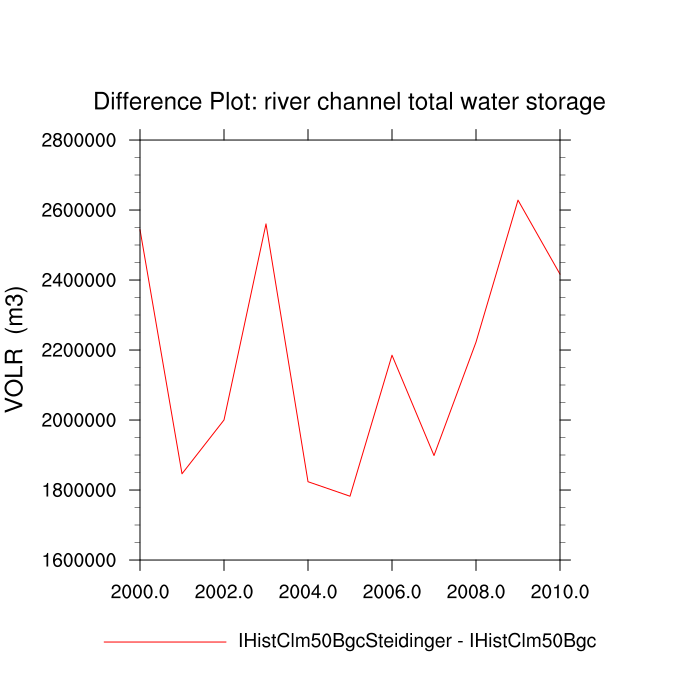 Difference Plot: river channel total water storage
2800000
2600000
2400000
2200000
2000000
1800000
1600000
VOLR (m3)
2000.0 2002.0 2004.0 2006.0 2008.0 2010.0
IHistClm50BgcSteidinger - IHistClm50Bgc